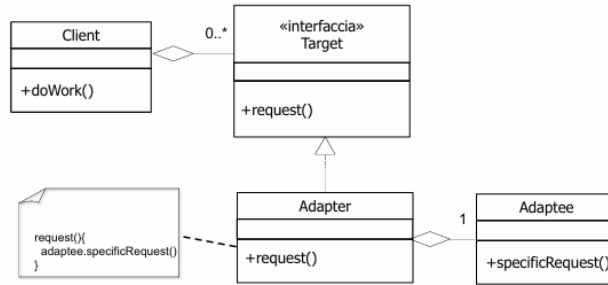 Client
+doWork()
0..*
«interfaccia»
Target
+request()
request(){
adaptee.specificRequest()
}
Adapter
+request()
1
Adaptee
+specificRequest()